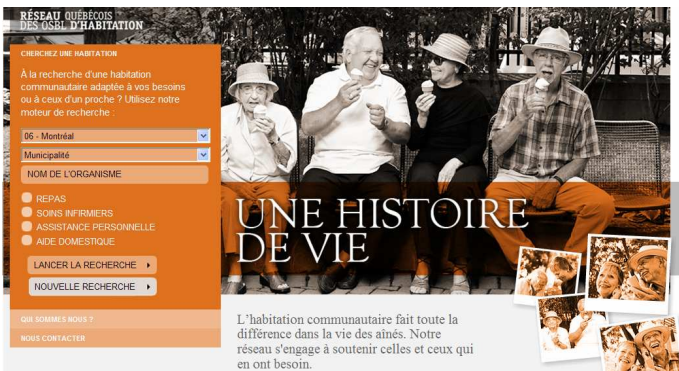 RÉSEAU QUÉBÉCOIS
DES OSBL D'HABITATION
CHERCHEZ UNE HABITATION
À la recherche d'une habitation
communautaire adaptée à vos besoins
ou à ceux d'un proche ? Utilisez notre
moteur de recherche :
06 - Montréal
Municipalité
NOM DE L'ORGANISME
REPAS
SOINS INFIRMIERS
ASSISTANCE PERSONNELLE
AIDE DOMESTIQUE
LANCER LA RECHERCHE
NOUVELLE RECHERCHE
QUI SOMMES NOUS ?
NOUS CONTACTER
UNE HISTOIRE
DE VIE
L'habitation communautaire fait toute la
différence dans la vie des aînés. Notre
réseau s'engage à soutenir celles et ceux qui
en ont besoin.